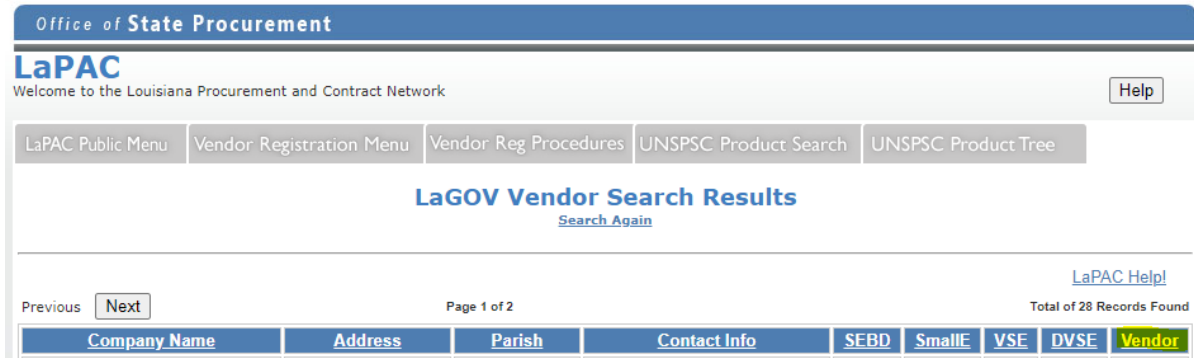 Office of State Procurement
LaPAC
Welcome to the Louisiana Procurement and Contract Network
Help
LaPAC Public Menu Vendor Registration Menu Vendor Reg Procedures UNSPSC Product Search UNSPSC Product Tree
LaGOV Vendor Search Results
Search Again
LaPAC Help!
Previous Next Page 1 of 2 Total of 28 Records Found
Company Name Address Parish Contact Info SEBD SmallE VSE DVSE Vendor